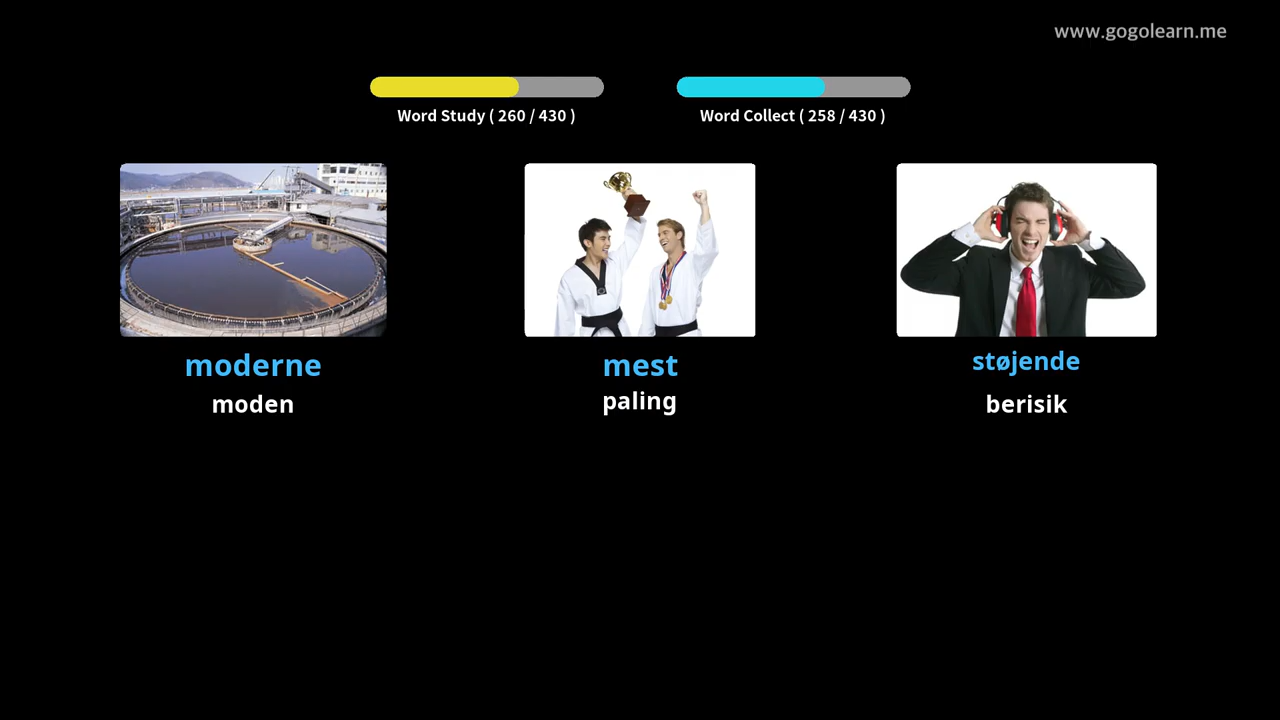 www.gogolearn.me
Word Study ( 260 / 430 )
Word Collect ( 258 / 430 )
moderne
mest
støjende
moden
paling
berisik